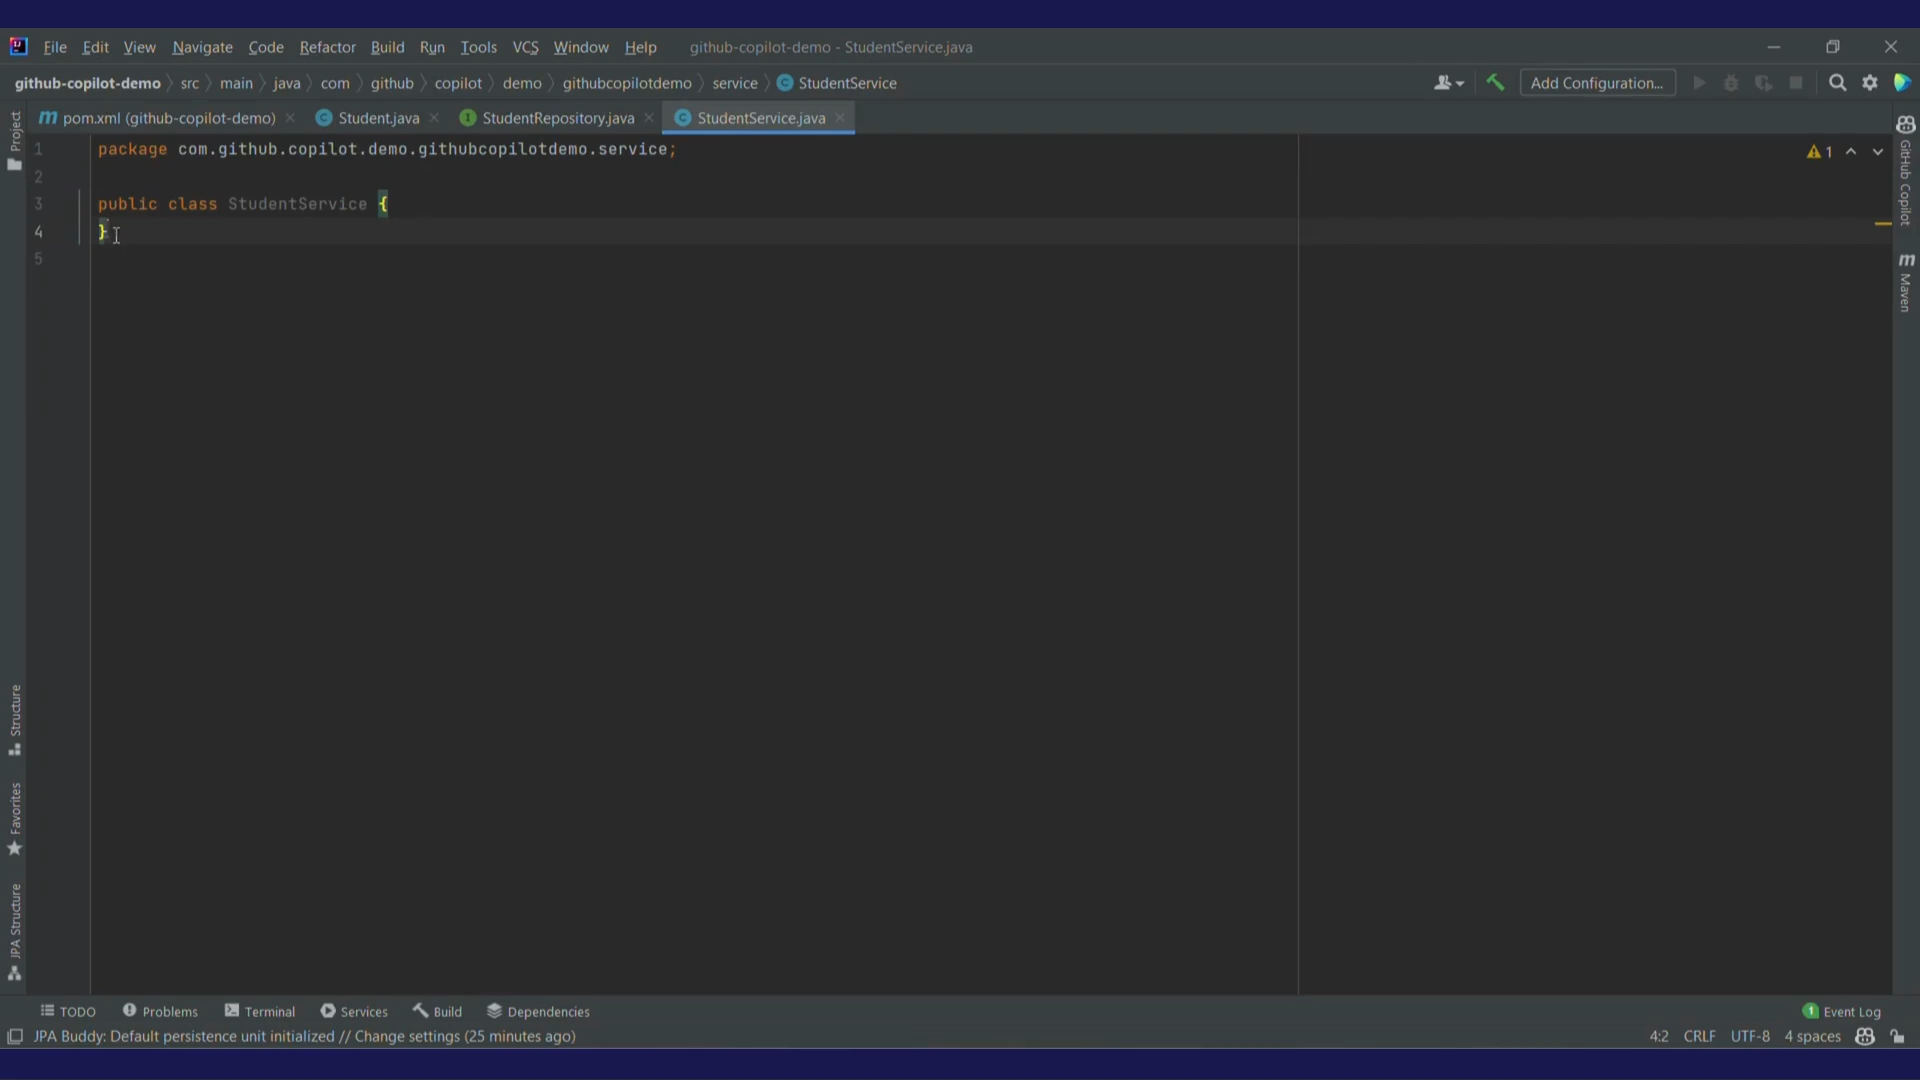 File Edit View Navigate Code Refactor Build Run Tools VCS Window Help github-copilot-demo - StudentService.java
github-copilot-demo src main java com github copilot demo githubcopilotdemo service StudentService Add Configuration...
pom.xml (github-copilot-demo) Student.java StudentRepository.java StudentService.java
Project
1 package com.github.copilot.demo.githubcopilotdemo.service;
1
2
3 public class StudentService {
4 }
5
GitHub Copilot
Maven
Structure
Favorites
JPA Structure
TODO Problems Terminal Services Build Dependencies 1 Event Log
JPA Buddy: Default persistence unit initialized // Change settings (25 minutes ago) 4:2 CRLF UTF-8 4 spaces